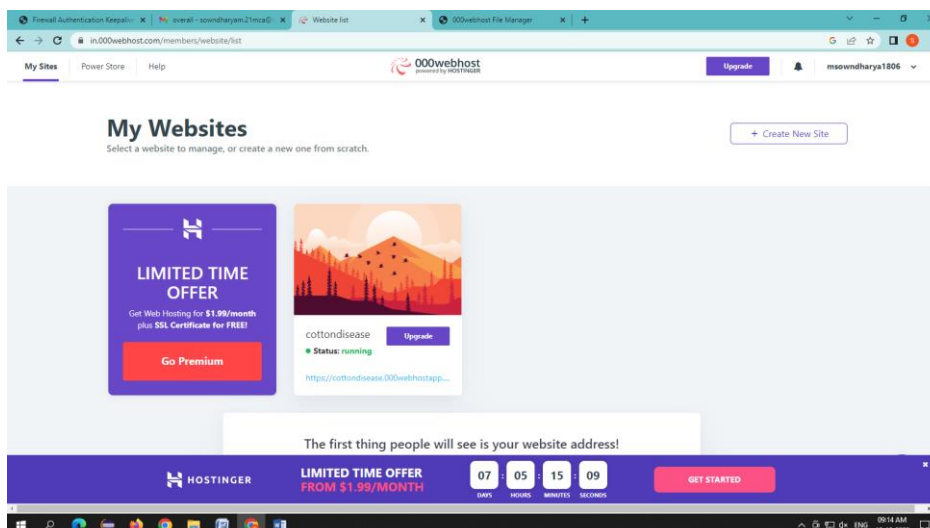 Firewall Authentication Keepaliv
overall - sowndharyam.21mca@
Website list
000webhost File Manager
in.000webhost.com/members/website/list
My Sites
Power Store
Help
000webhost
powered by HOSTINGER
Upgrade
msowndharya1806
My Websites
Select a website to manage, or create a new one from scratch.
+ Create New Site
LIMITED TIME
OFFER
Get Web Hosting for $1.99/month
plus SSL Certificate for FREE!
Go Premium
cottondisease
Upgrade
Status: running
https://cottondisease.000webhostapp....
The first thing people will see is your website address!
HOSTINGER
LIMITED TIME OFFER
FROM $1.99/MONTH
07 : 05 : 15 : 09
DAYS HOURS MINUTES SECONDS
GET STARTED
ENG
09:14 AM